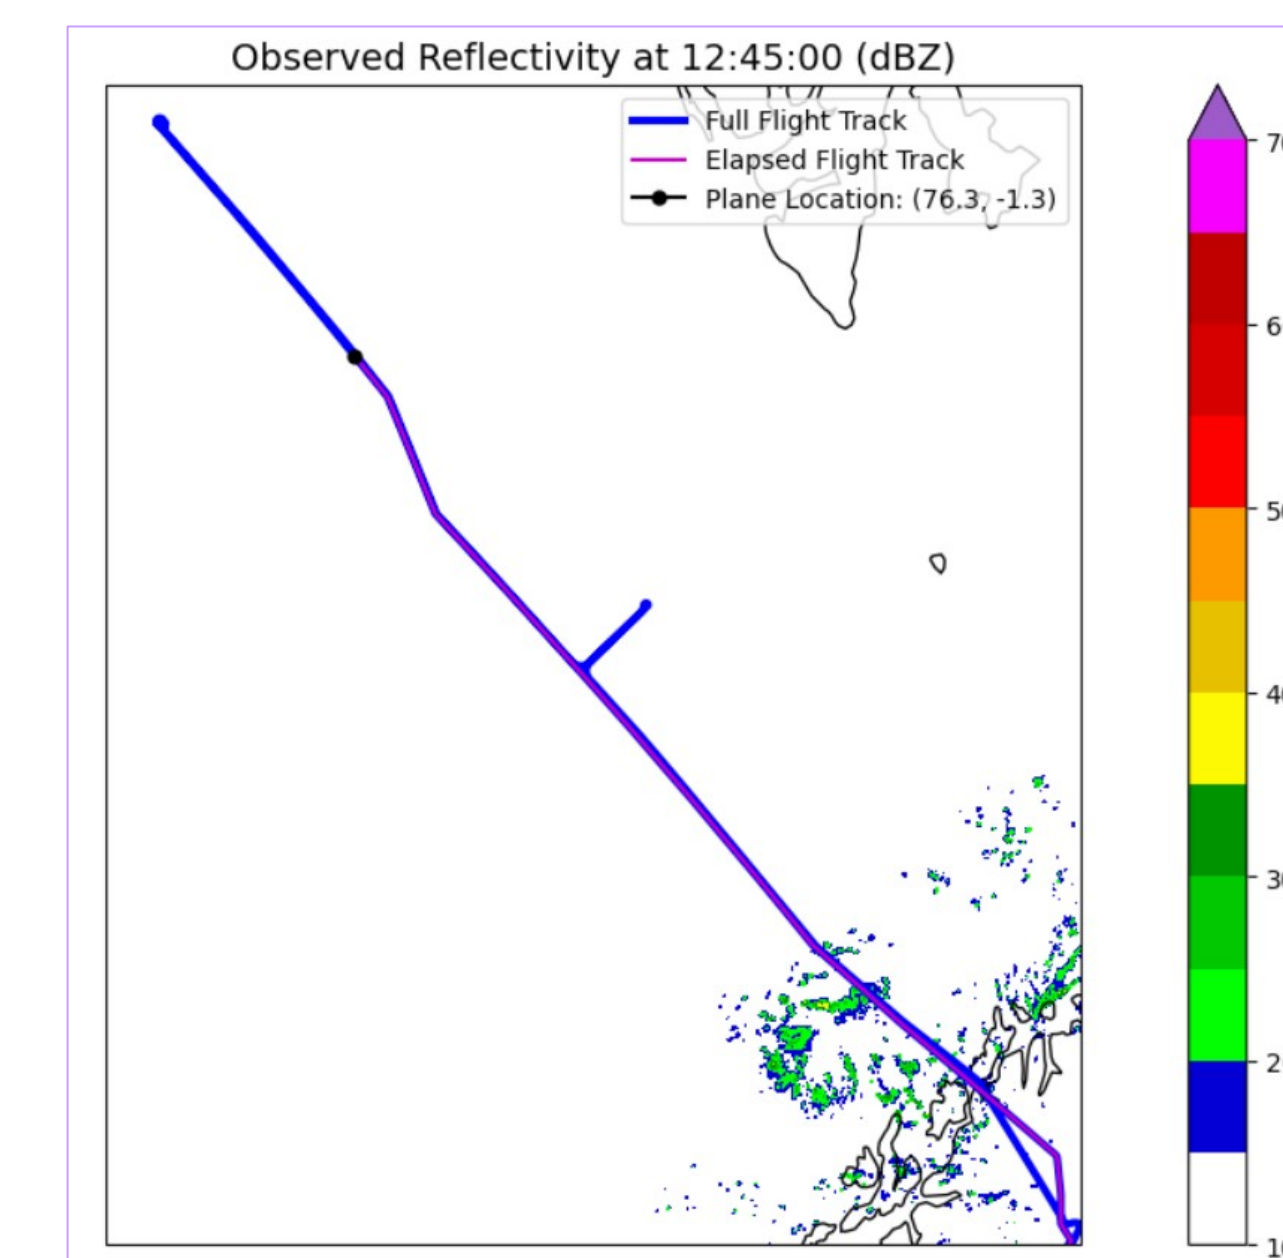 Observed Reflectivity at 12:45:00 (dBZ)
Full Flight Track
Elapsed Flight Track
Plane Location: (76.3, -1.3)